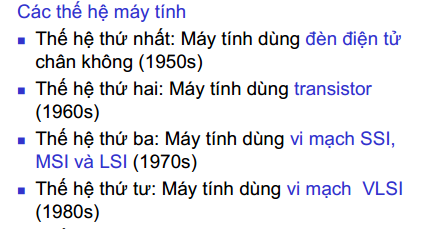 Các thế hệ máy tính
Thế hệ thứ nhất: Máy tính dùng đèn điện tử
chân không (1950s)
Thế hệ thứ hai: Máy tính dùng transistor
(1960s)
Thế hệ thứ ba: Máy tính dùng vi mạch SSI,
MSI và LSI (1970s)
Thế hệ thứ tư: Máy tính dùng vi mạch VLSI
(1980s)